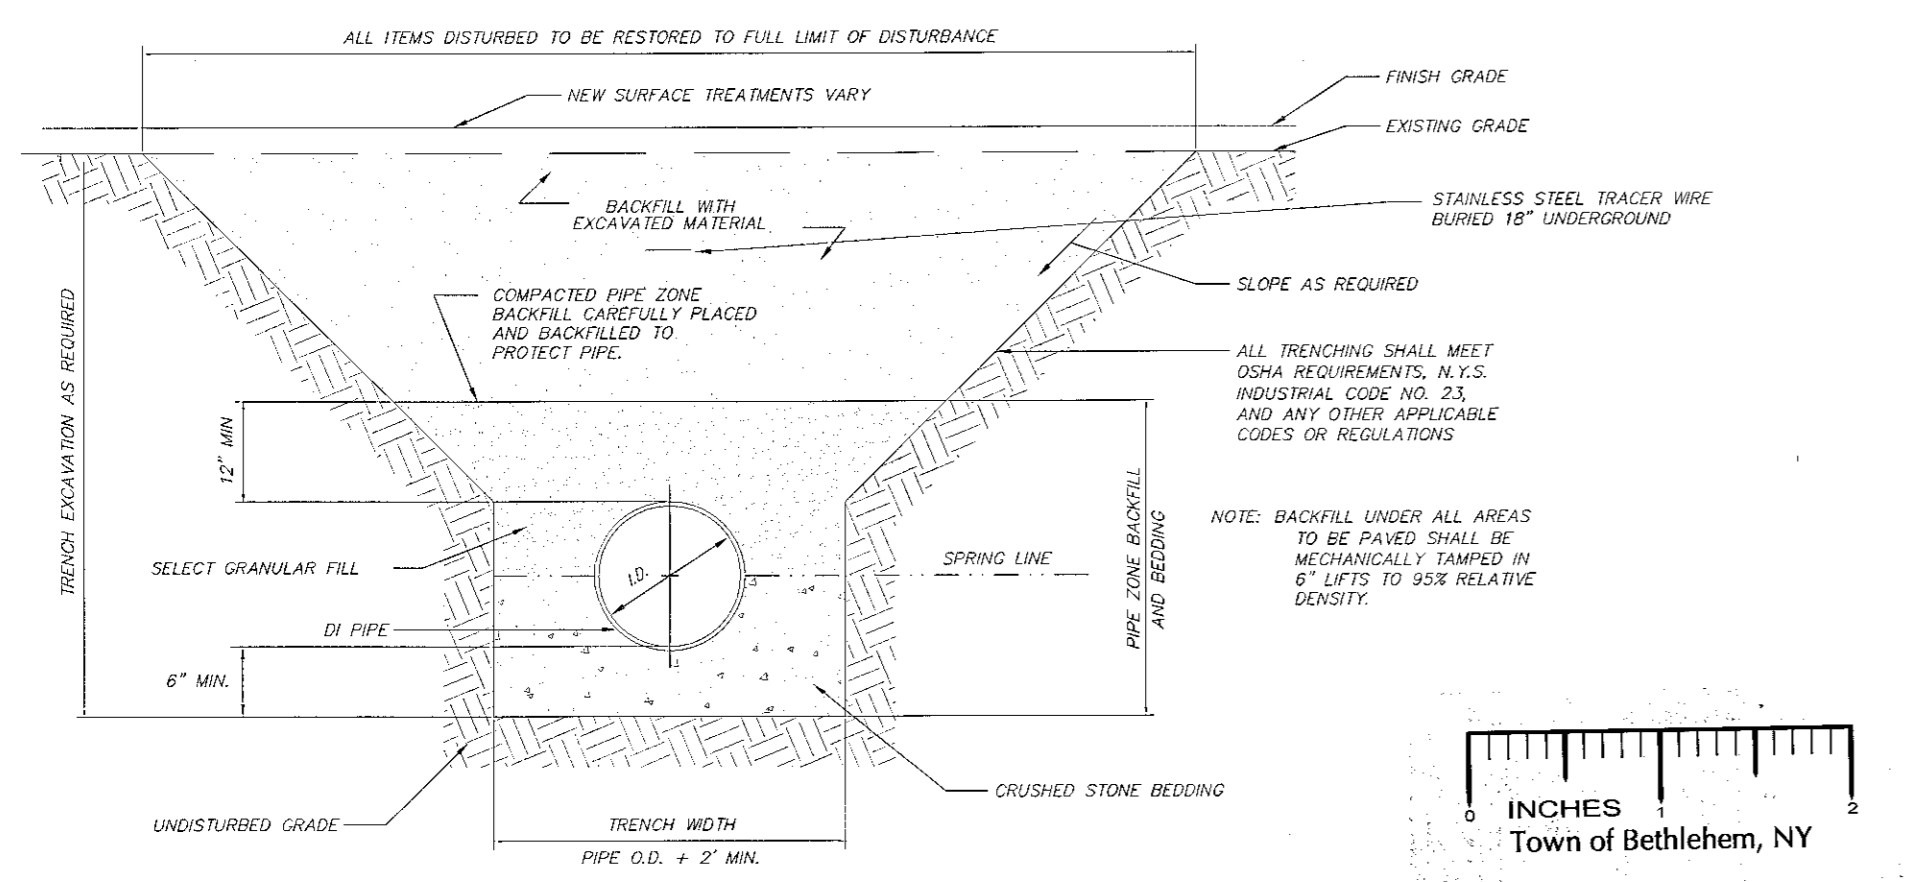 ALL ITEMS DISTURBED TO BE RESTORED TO FULL LIMIT OF DISTURBANCE
NEW SURFACE TREATMENTS VARY
FINISH GRADE
EXISTING GRADE
BACKFILL WITH
EXCAVATED MATERIAL
STAINLESS STEEL TRACER WIRE
BURIED 18" UNDERGROUND
SLOPE AS REQUIRED
COMPACTED PIPE ZONE
BACKFILL CAREFULLY PLACED
AND BACKFILLED TO
PROTECT PIPE.
ALL TRENCHING SHALL MEET
OSHA REQUIREMENTS, N.Y.S.
INDUSTRIAL CODE NO. 23,
AND ANY OTHER APPLICABLE
CODES OR REGULATIONS
TRENCH EXCAVATION AS REQUIRED
12" MIN
PIPE ZONE BACKFILL
AND BEDDING
NOTE: BACKFILL UNDER ALL AREAS
TO BE PAVED SHALL BE
MECHANICALLY TAMPED IN
6" LIFTS TO 95% RELATIVE
DENSITY.
SELECT GRANULAR FILL
I.D.
SPRING LINE
DI PIPE
6" MIN.
CRUSHED STONE BEDDING
UNDISTURBED GRADE
TRENCH WIDTH
PIPE O.D. + 2' MIN.
0 INCHES 1 2
Town of Bethlehem, NY